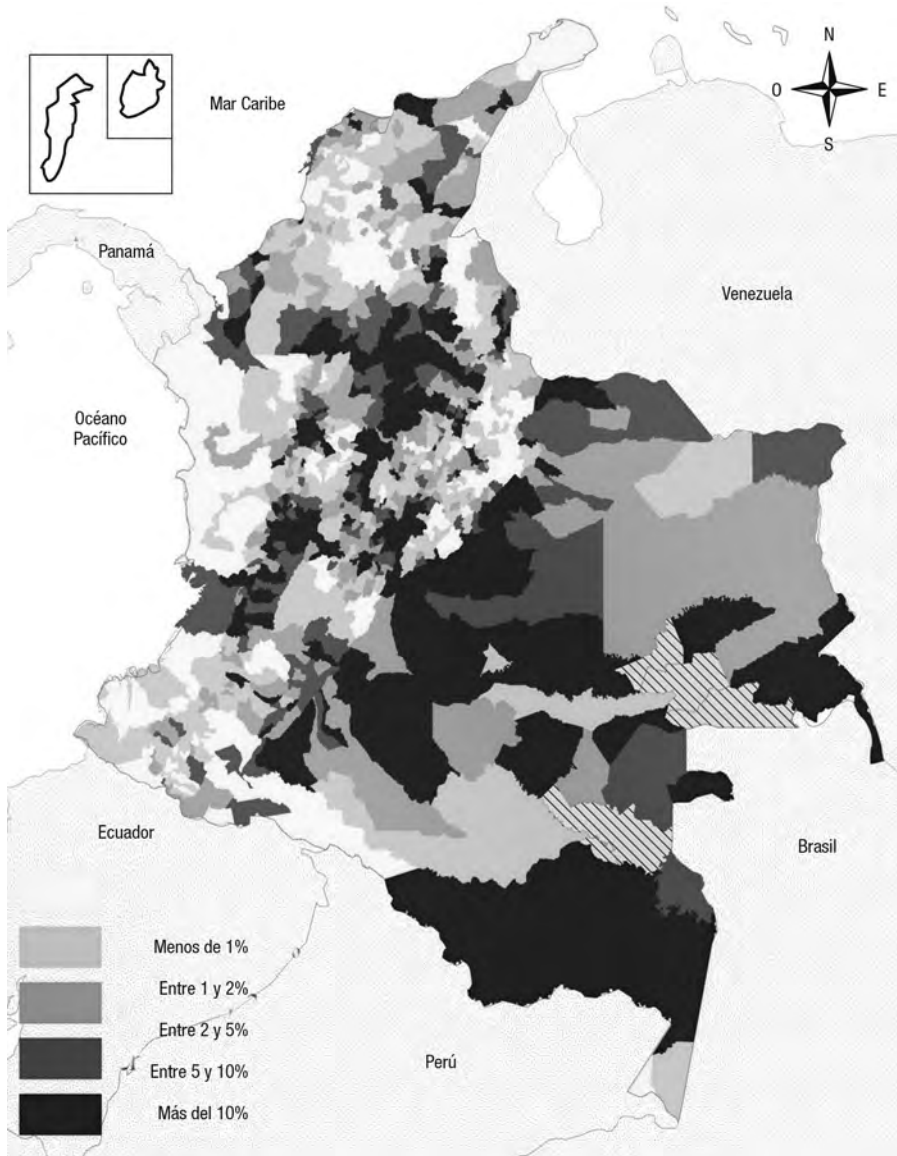 N
O
E
S
Mar Caribe
Panamá
Venezuela
Océano
Pacífico
Ecuador
Brasil
Perú
Menos de 1%
Entre 1 y 2%
Entre 2 y 5%
Entre 5 y 10%
Más del 10%